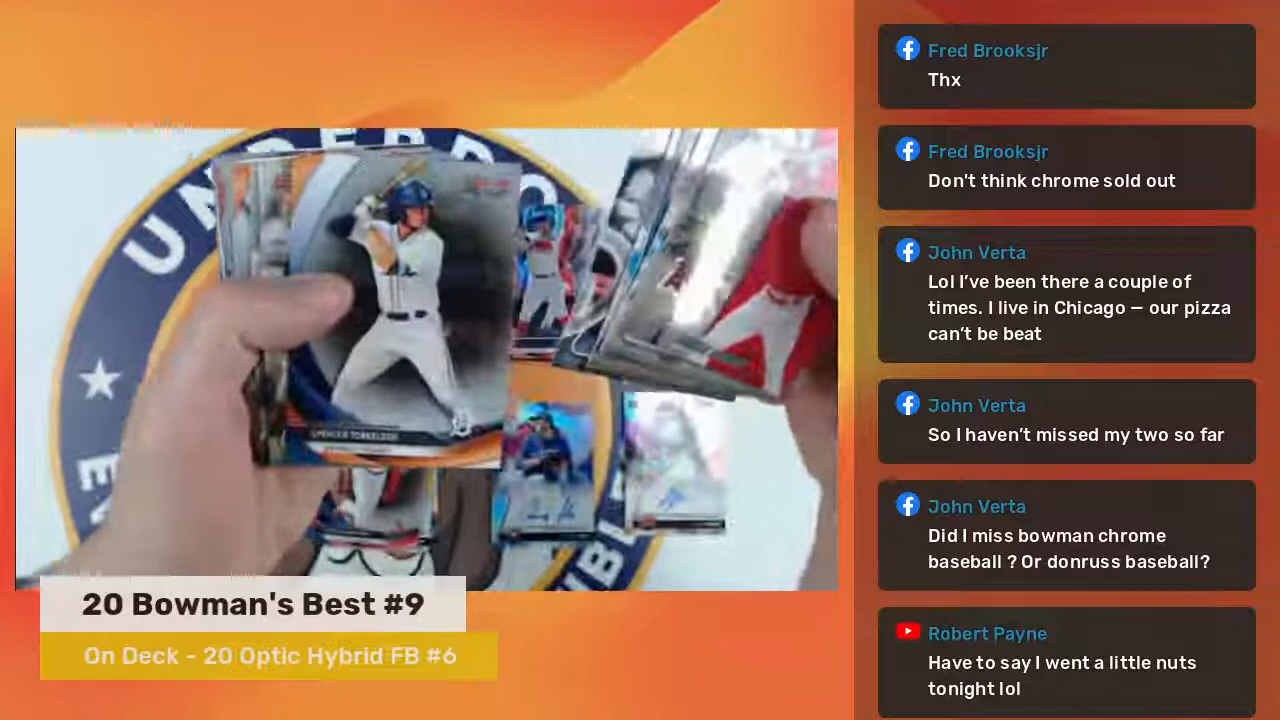 UNDERDO
SPENCER TORKELSON
20 Bowman's Best #9
On Deck - 20 Optic Hybrid FB #6
Fred Brooksjr
Thx
Fred Brooksjr
Don't think chrome sold out
John Verta
Lol I’ve been there a couple of
times. I live in Chicago – our pizza
can’t be beat
John Verta
So I haven’t missed my two so far
John Verta
Did I miss bowman chrome
baseball ? Or donruss baseball?
Robert Payne
Have to say I went a little nuts
tonight lol